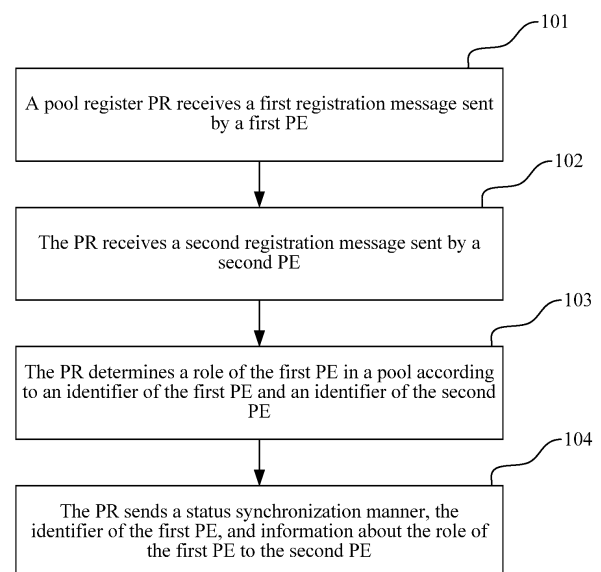 101
A pool register PR receives a first registration message sent
by a first PE
102
The PR receives a second registration message sent by a
second PE
103
The PR determines a role of the first PE in a pool according
to an identifier of the first PE and an identifier of the second
PE
104
The PR sends a status synchronization manner, the
identifier of the first PE, and information about the role of
the first PE to the second PE